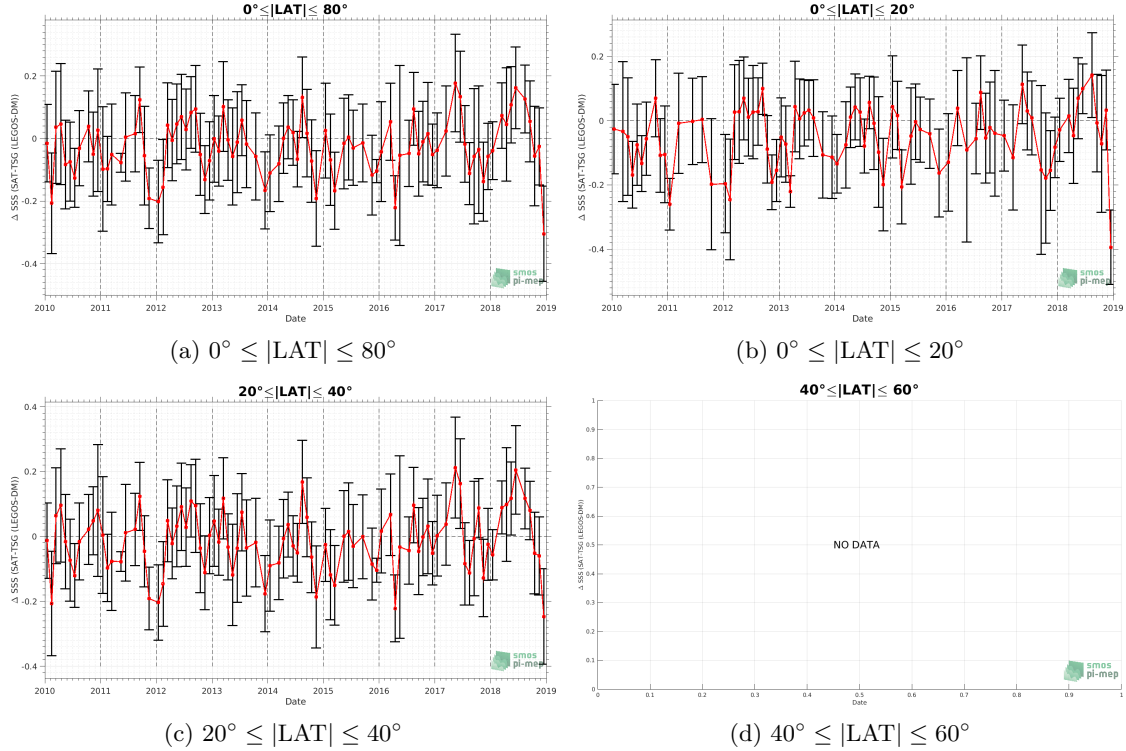 0°≤|LAT|≤ 80°
Δ SSS (SAT-TSG (LEGOS-DM))
0.2
0
-0.2
-0.4
2010 2011 2012 2013 2014 2015 2016 2017 2018 2019
Date
smos
pi-mep
(a) 0° ≤ |LAT| ≤ 80°
0°≤|LAT|≤ 20°
Δ SSS (SAT-TSG (LEGOS-DM))
0.2
0
-0.2
-0.4
2010 2011 2012 2013 2014 2015 2016 2017 2018 2019
Date
smos
pi-mep
(b) 0° ≤ |LAT| ≤ 20°
20°≤|LAT|≤ 40°
Δ SSS (SAT-TSG (LEGOS-DM))
0.4
0.2
0
-0.2
-0.4
2010 2011 2012 2013 2014 2015 2016 2017 2018 2019
Date
smos
pi-mep
(c) 20° ≤ |LAT| ≤ 40°
40°≤|LAT|≤ 60°
Δ SSS (SAT-TSG (LEGOS-DM))
1
0.9
0.8
0.7
0.6
0.5
0.4
0.3
0.2
0.1
0
NO DATA
0 0.1 0.2 0.3 0.4 0.5 0.6 0.7 0.8 0.9 1
Date
smos
pi-mep
(d) 40° ≤ |LAT| ≤ 60°